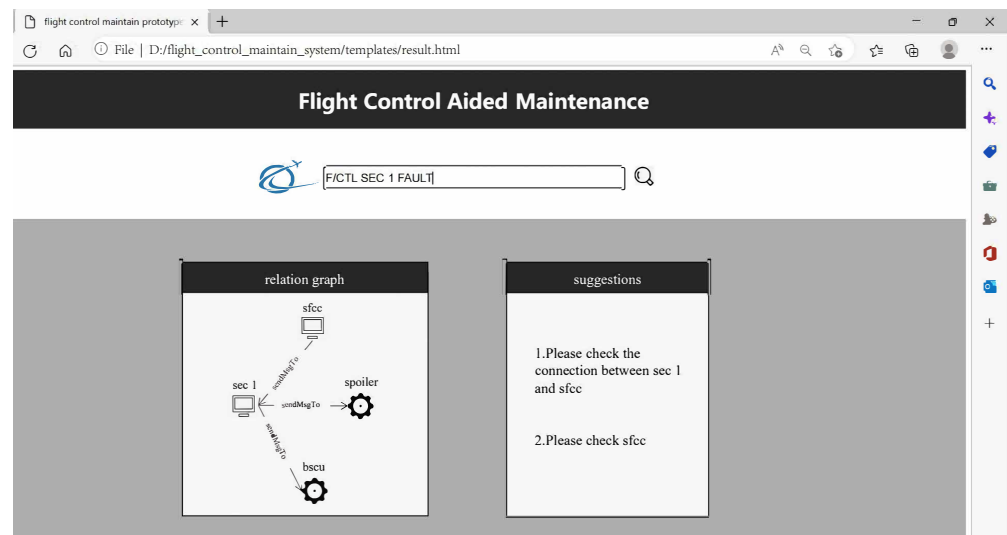 flight control maintain prototype
File | D:/flight_control_maintain_system/templates/result.html
Flight Control Aided Maintenance
F/CTL SEC 1 FAULT
relation graph
sfcc
sendMsgTo
sec 1
spoiler
sendMsgTo
sendMsgTo
bscu
suggestions
1.Please check the
connection between sec 1
and sfcc
2.Please check sfcc